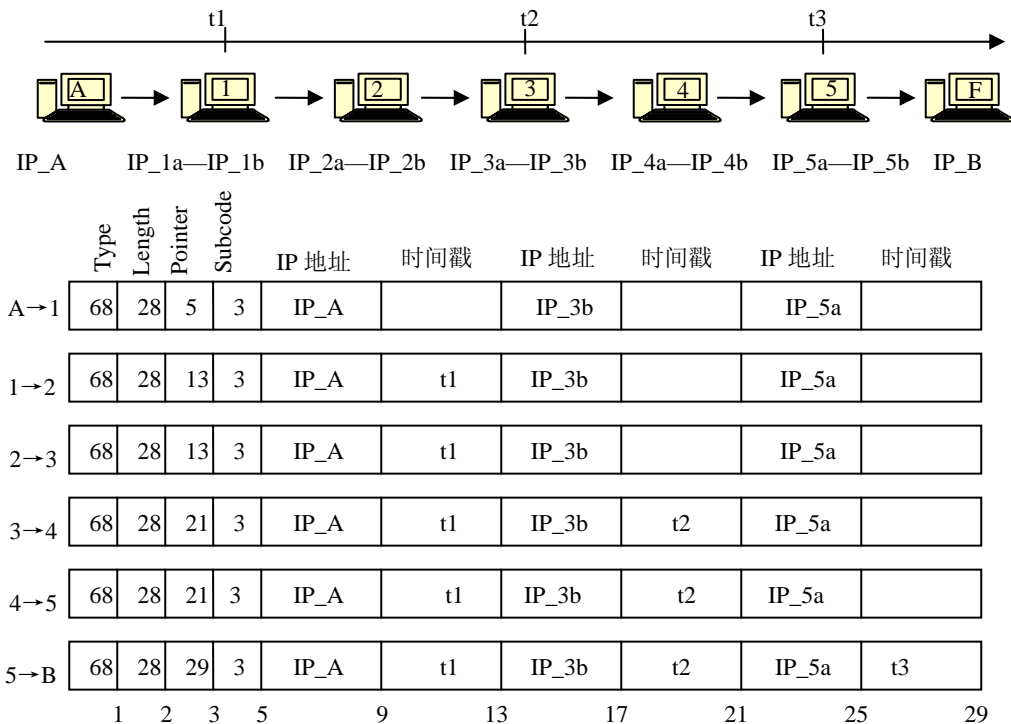 t1 t2 t3
A 1 2 3 4 5 F
IP_A IP_1a—IP_1b IP_2a—IP_2b IP_3a—IP_3b IP_4a—IP_4b IP_5a—IP_5b IP_B
Type Length Pointer Subcode IP 地址 时间戳 IP 地址 时间戳 IP 地址 时间戳
A→1 68 28 5 3 IP_A IP_3b IP_5a
1→2 68 28 13 3 IP_A t1 IP_3b IP_5a
2→3 68 28 13 3 IP_A t1 IP_3b IP_5a
3→4 68 28 21 3 IP_A t1 IP_3b t2 IP_5a
4→5 68 28 21 3 IP_A t1 IP_3b t2 IP_5a
5→B 68 28 29 3 IP_A t1 IP_3b t2 IP_5a t3
1 2 3 5 9 13 17 21 25 29